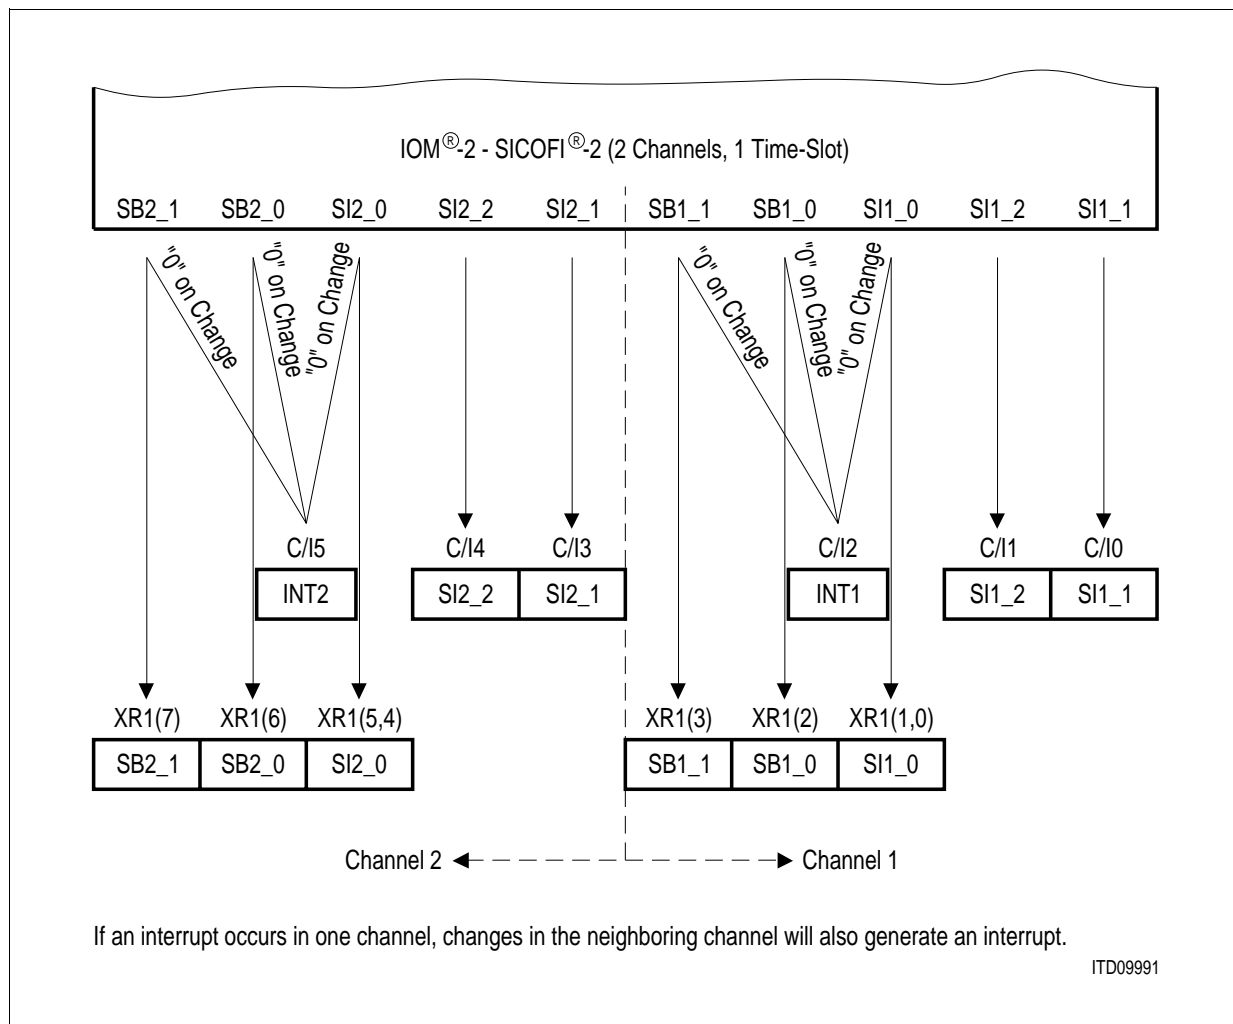 IOM®-2 - SICOFI®-2 (2 Channels, 1 Time-Slot)
SB2_1 SB2_0 SI2_0 SI2_2 SI2_1 SB1_1 SB1_0 SI1_0 SI1_2 SI1_1
"0" on Change "0" on Change "0" on Change "0" on Change "0" on Change "0" on Change
C/I5 C/I4 C/I3 C/I2 C/I1 C/I0
INT2 SI2_2 SI2_1 INT1 SI1_2 SI1_1
XR1(7) XR1(6) XR1(5,4) XR1(3) XR1(2) XR1(1,0)
SB2_1 SB2_0 SI2_0 SB1_1 SB1_0 SI1_0
Channel 2 Channel 1
If an interrupt occurs in one channel, changes in the neighboring channel will also generate an interrupt.
ITD09991